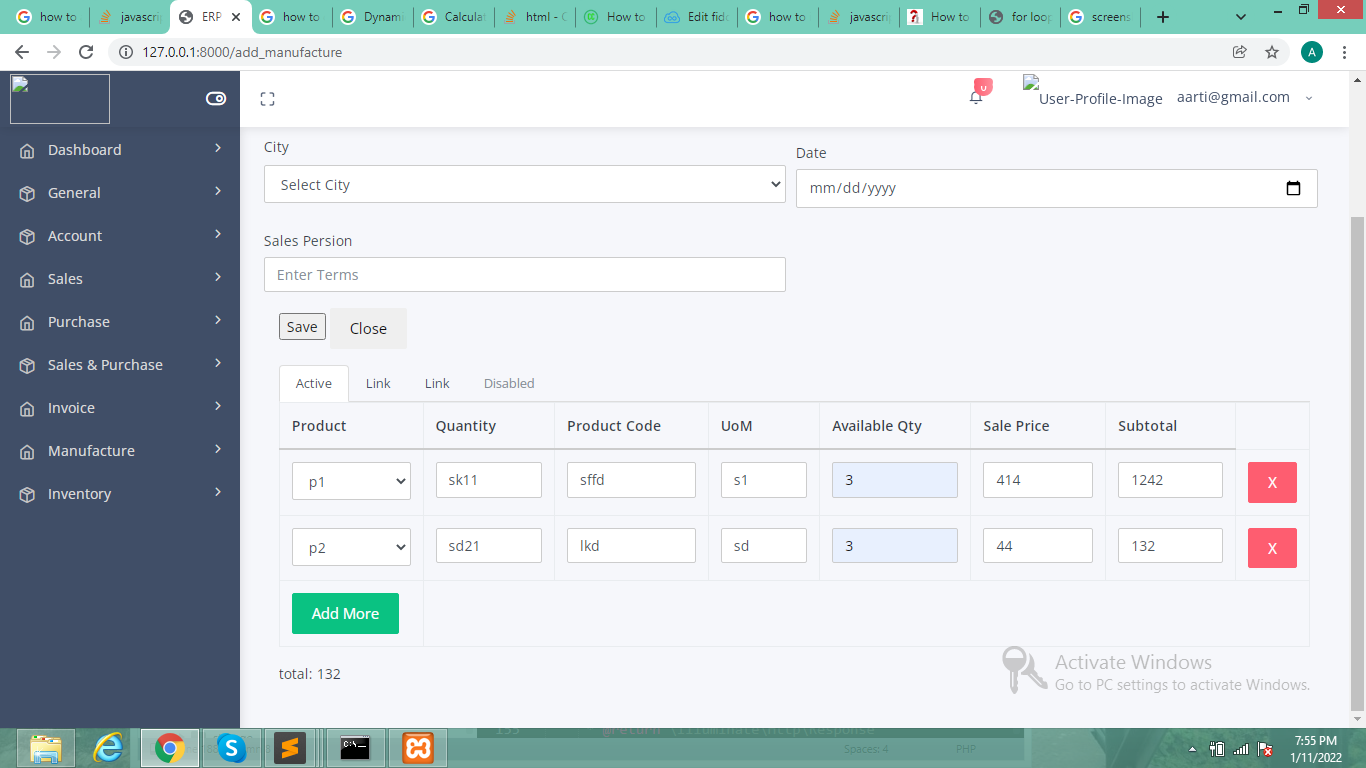 how to
javascrip
ERP
how to
Dynami
Calculat
html - C
How to
Edit fidd
how to
javascrip
How to
for loop
screens
127.0.0.1:8000/add_manufacture
A
User-Profile-Image
aarti@gmail.com
Dashboard
General
Account
Sales
Purchase
Sales & Purchase
Invoice
Manufacture
Inventory
City
Date
Select City
mm/dd/yyyy
Sales Persion
Enter Terms
Save Close
Active Link Link Disabled
Product Quantity Product Code UoM Available Qty Sale Price Subtotal
p1 sk11 sffd s1 3 414 1242 X
p2 sd21 lkd sd 3 44 132 X
Add More
total: 132
Activate Windows
Go to PC settings to activate Windows.
Spaces: 4 PHP
7:55 PM
1/11/2022